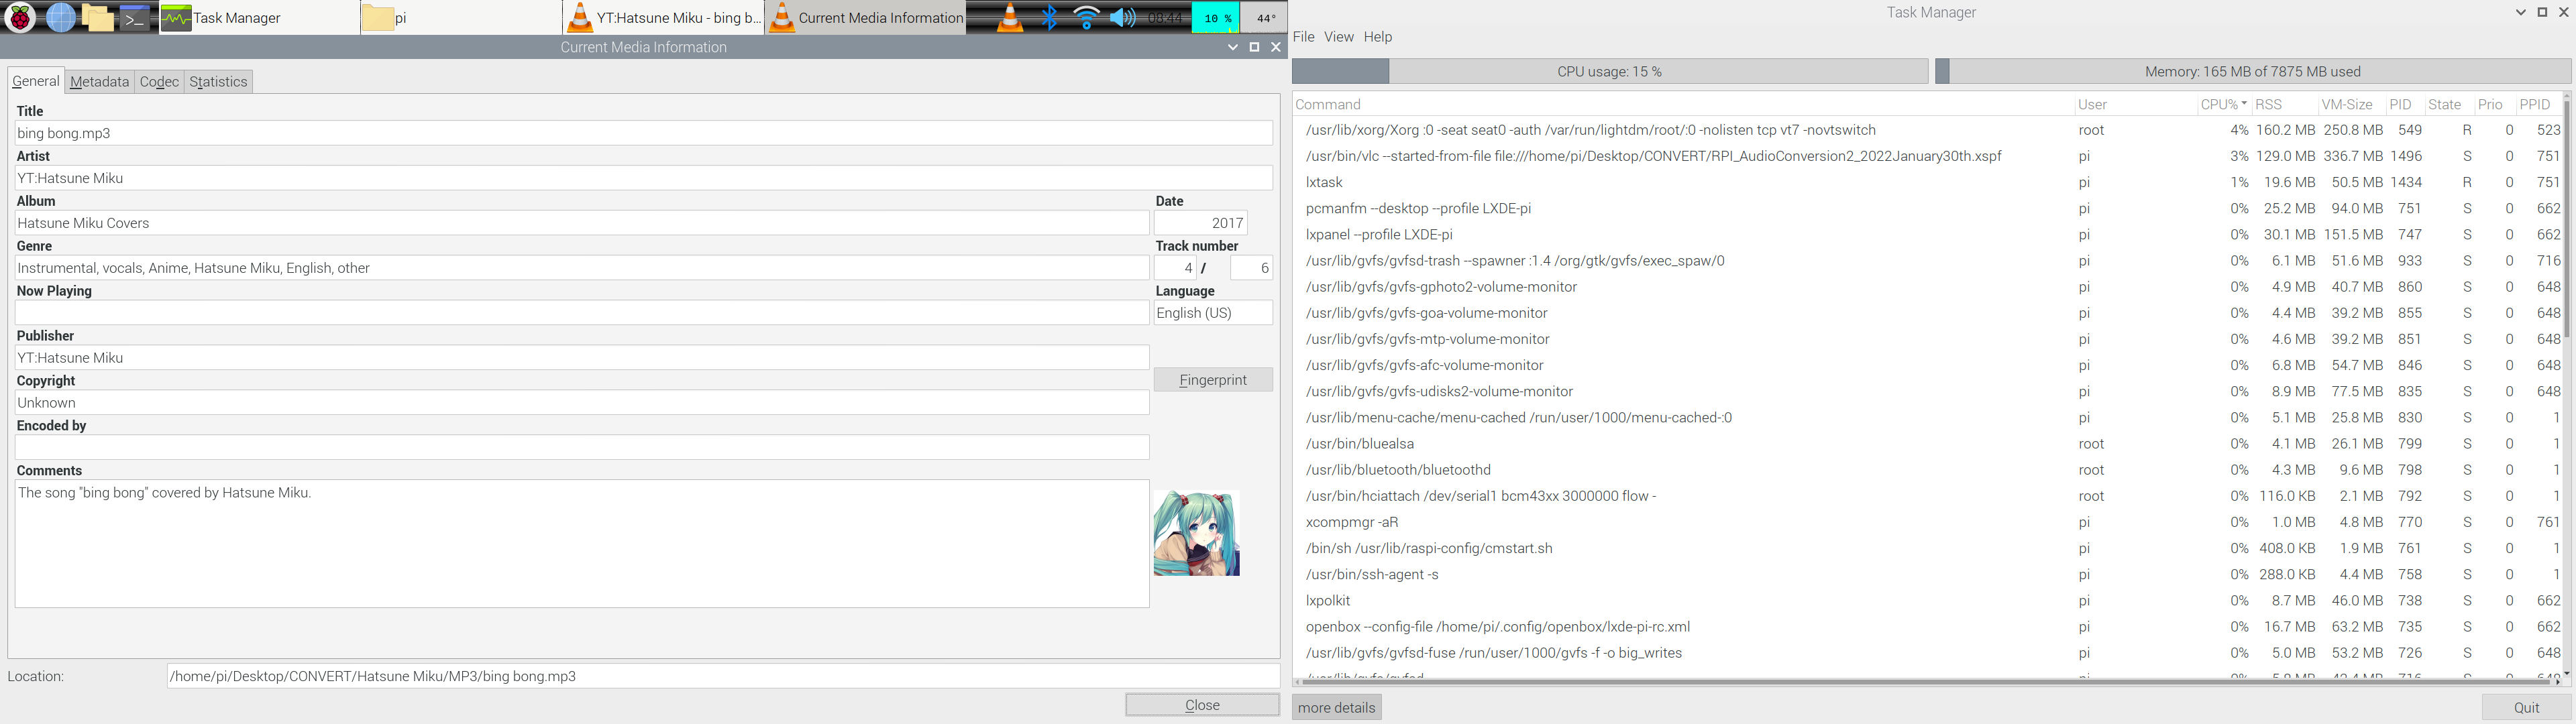 Task Manager
pi
YT:Hatsune Miku - bing b...
Current Media Information
08:44
10 %
44°
Current Media Information
General Metadata Codec Statistics
Title
bing bong.mp3
Artist
YT:Hatsune Miku
Album Date
Hatsune Miku Covers 2017
Genre Track number
Instrumental, vocals, Anime, Hatsune Miku, English, other 4 / 6
Now Playing Language
English (US)
Publisher
YT:Hatsune Miku
Copyright Fingerprint
Unknown
Encoded by
Comments
The song "bing bong" covered by Hatsune Miku.
Location: /home/pi/Desktop/CONVERT/Hatsune Miku/MP3/bing bong.mp3
Close
Task Manager
File View Help
CPU usage: 15 % Memory: 165 MB of 7875 MB used
Command User CPU% RSS VM-Size PID State Prio PPID
/usr/lib/xorg/Xorg :0 -seat seat0 -auth /var/run/lightdm/root/:0 -nolisten tcp vt7 -novtswitch root 4% 160.2 MB 250.8 MB 549 R 0 523
/usr/bin/vlc --started-from-file file:///home/pi/Desktop/CONVERT/RPI_AudioConversion2_2022January30th.xspf pi 3% 129.0 MB 336.7 MB 1496 S 0 751
lxtask pi 1% 19.6 MB 50.5 MB 1434 R 0 751
pcmanfm --desktop --profile LXDE-pi pi 0% 25.2 MB 94.0 MB 751 S 0 662
lxpanel --profile LXDE-pi pi 0% 30.1 MB 151.5 MB 747 S 0 662
/usr/lib/gvfs/gvfsd-trash --spawner :1.4 /org/gtk/gvfs/exec_spaw/0 pi 0% 6.1 MB 51.6 MB 933 S 0 716
/usr/lib/gvfs/gvfs-gphoto2-volume-monitor pi 0% 4.9 MB 40.7 MB 860 S 0 648
/usr/lib/gvfs/gvfs-goa-volume-monitor pi 0% 4.4 MB 39.2 MB 855 S 0 648
/usr/lib/gvfs/gvfs-mtp-volume-monitor pi 0% 4.6 MB 39.2 MB 851 S 0 648
/usr/lib/gvfs/gvfs-afc-volume-monitor pi 0% 6.8 MB 54.7 MB 846 S 0 648
/usr/lib/gvfs/gvfs-udisks2-volume-monitor pi 0% 8.9 MB 77.5 MB 835 S 0 648
/usr/lib/menu-cache/menu-cached /run/user/1000/menu-cached-:0 pi 0% 5.1 MB 25.8 MB 830 S 0 1
/usr/bin/bluealsa root 0% 4.1 MB 26.1 MB 799 S 0 1
/usr/lib/bluetooth/bluetoothd root 0% 4.3 MB 9.6 MB 798 S 0 1
/usr/bin/hciattach /dev/serial1 bcm43xx 3000000 flow - root 0% 116.0 KB 2.1 MB 792 S 0 1
xcompmgr -aR pi 0% 1.0 MB 4.8 MB 770 S 0 761
/bin/sh /usr/lib/raspi-config/cmstart.sh pi 0% 408.0 KB 1.9 MB 761 S 0 1
/usr/bin/ssh-agent -s pi 0% 288.0 KB 4.4 MB 758 S 0 1
lxpolkit pi 0% 8.7 MB 46.0 MB 738 S 0 662
openbox --config-file /home/pi/.config/openbox/lxde-pi-rc.xml pi 0% 16.7 MB 63.2 MB 735 S 0 662
/usr/lib/gvfs/gvfsd-fuse /run/user/1000/gvfs -f -o big_writes pi 0% 5.0 MB 53.2 MB 726 S 0 648
more details Quit